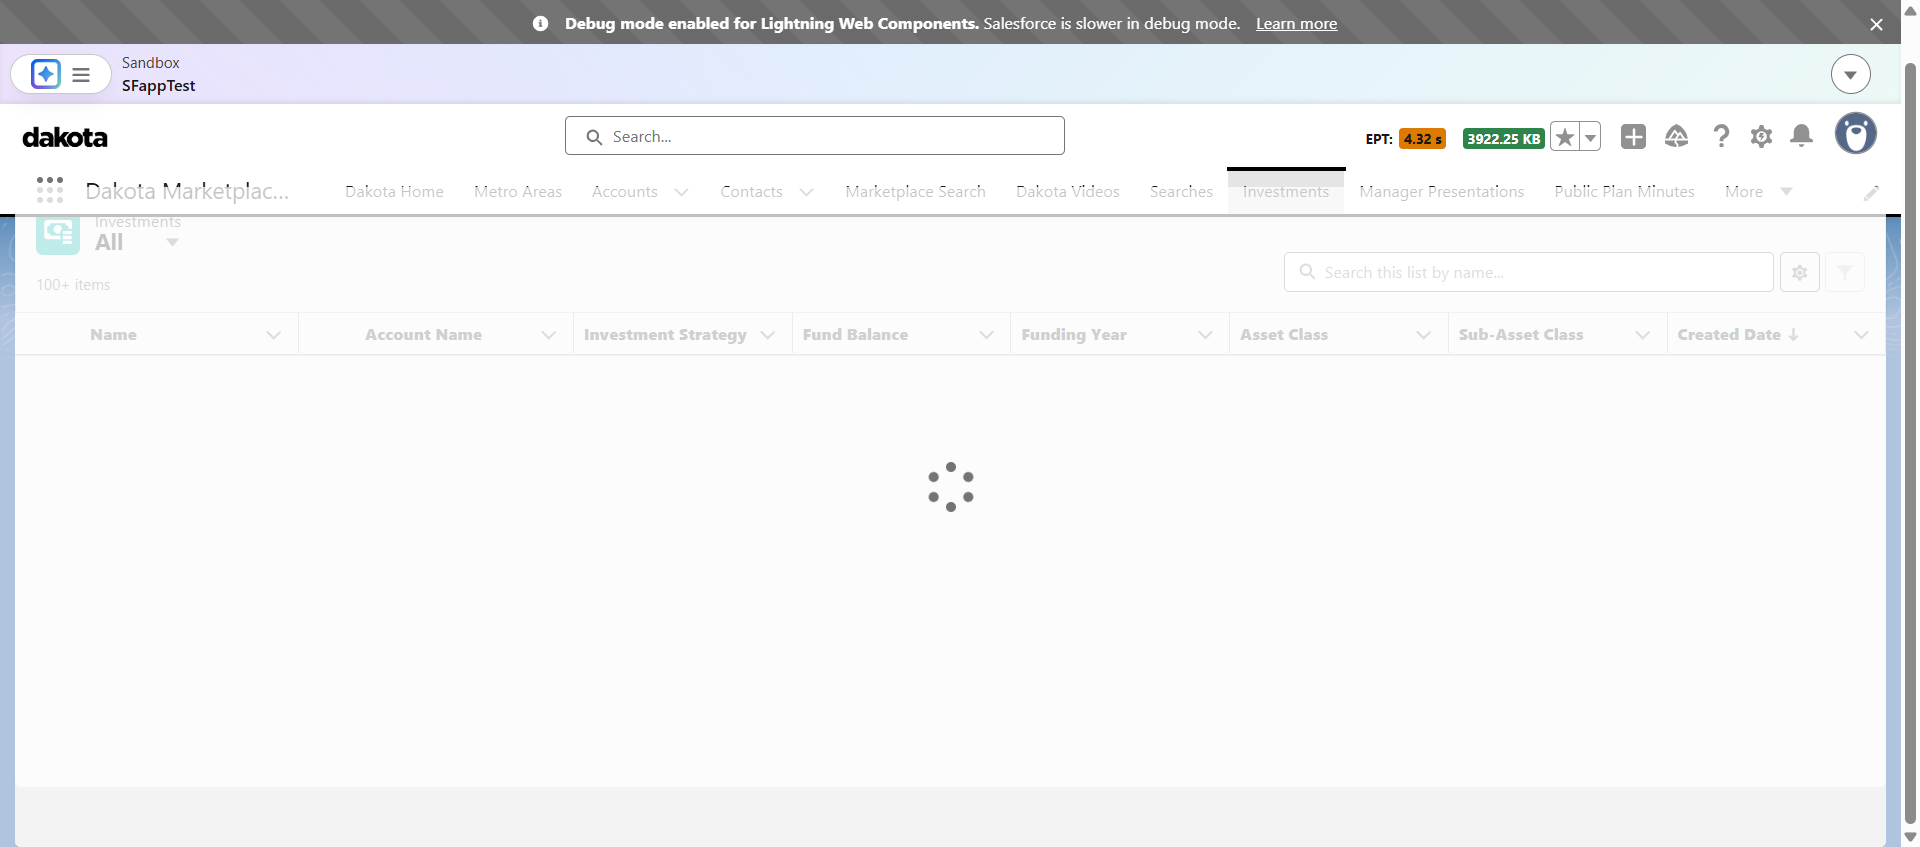 Debug mode enabled for Lightning Web Components. Salesforce is slower in debug mode. Learn more
Sandbox
SFappTest
dakota
Search...
EPT: 4.32 s 3922.25 KB
Dakota Marketplac... Dakota Home Metro Areas Accounts Contacts Marketplace Search Dakota Videos Searches Investments Manager Presentations Public Plan Minutes More
Investments
All
Search this list by name...
100+ items
Name Account Name Investment Strategy Fund Balance Funding Year Asset Class Sub-Asset Class Created Date